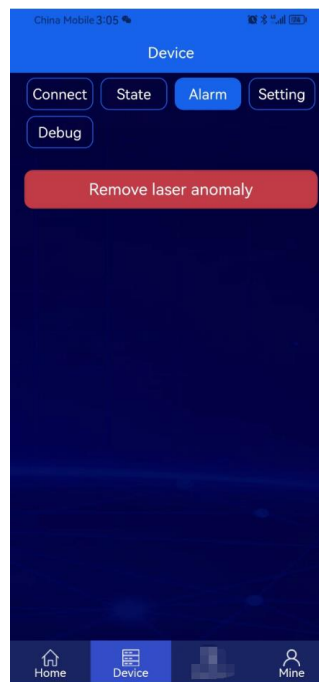 China Mobile 3:05
Device
Connect State Alarm Setting
Debug
Remove laser anomaly
Home Device Mine